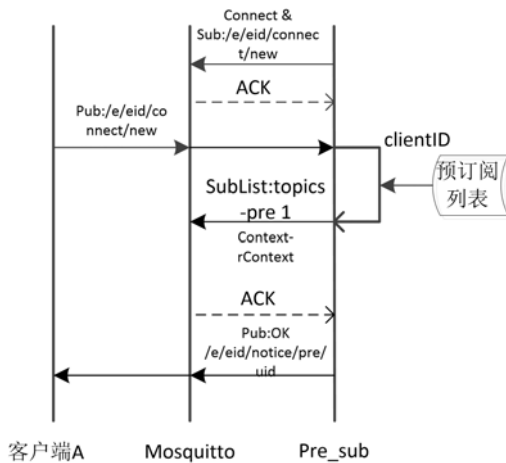 Connect &
Sub:/e/eid/connec
t/new
ACK
Pub:/e/eid/co
nnect/new
clientID
预订阅
列表
SubList:topics
-pre 1
Context-
rContext
ACK
Pub:OK
/e/eid/notice/pre/
uid
客户端A
Mosquitto
Pre_sub